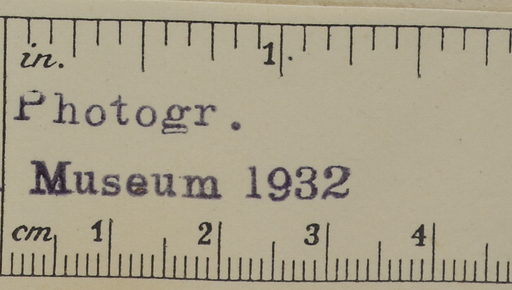 in. 1
Photogr.
Museum 1932
cm 1 2 3 4